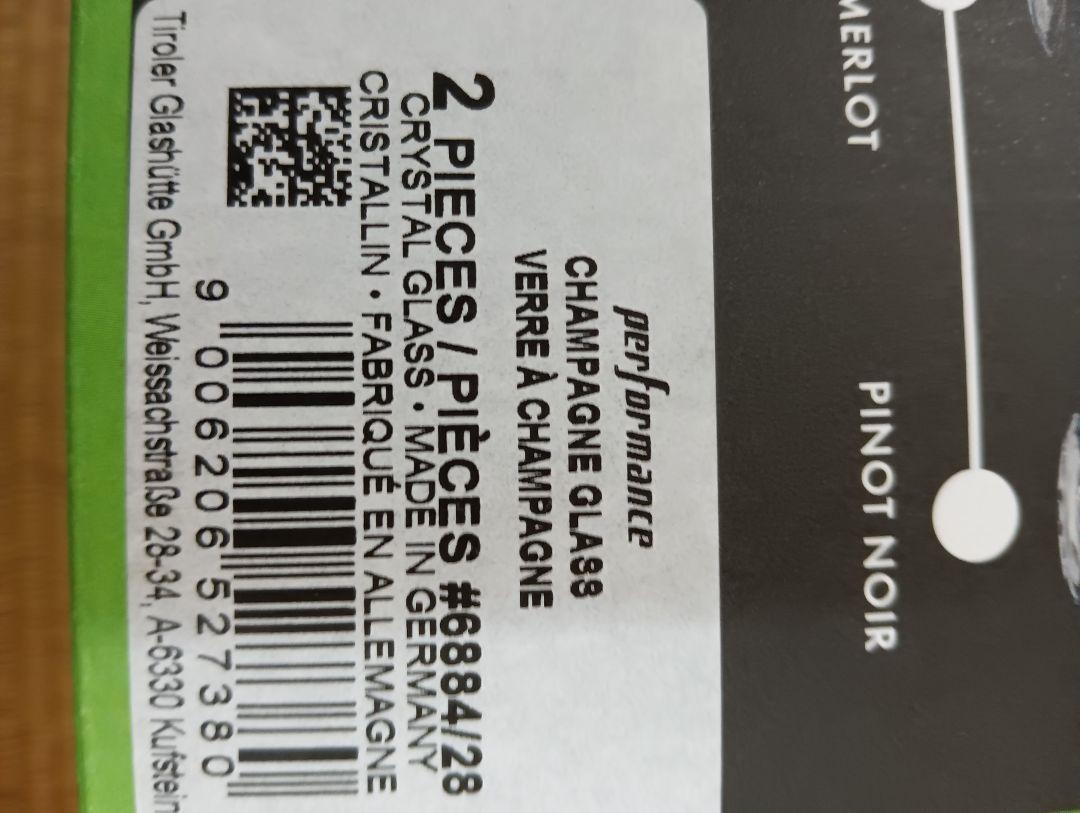 MERLOT
PINOT NOIR
performance
CHAMPAGNE GLASS
VERRE À CHAMPAGNE
2 PIECES / PIÈCES #6884/28
CRYSTAL GLASS • MADE IN GERMANY
CRISTALLIN • FABRIQUÉ EN ALLEMAGNE
9 006206 527380
Tiroler Glashütte GmbH, Weissachstraße 28-34, A-6330 Kufstein